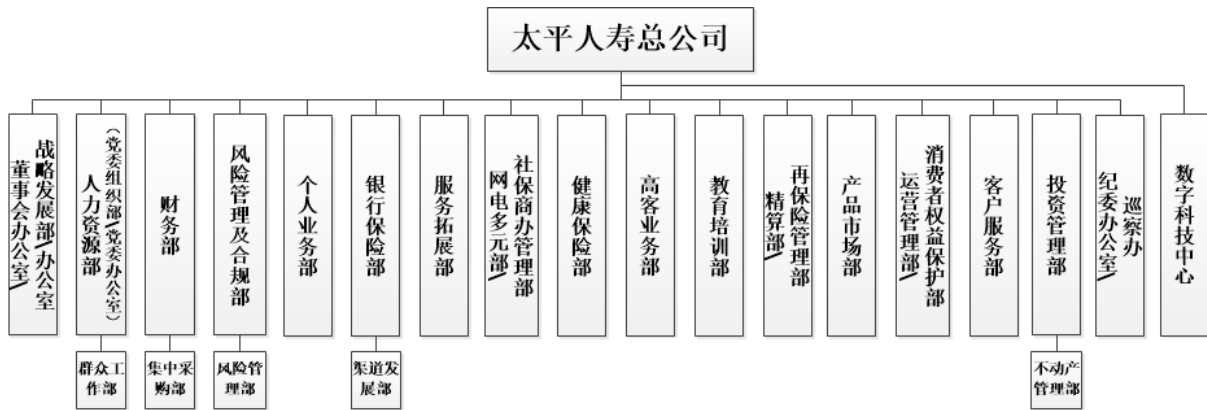 太平人寿总公司
董事会办公室\
战略发展部\办公室
人力资源部
（党委组织部\党委办公室）
财务部
风险管理及合规部
个人业务部
银行保险部
服务拓展部
网电多元部\
社保商办管理部
健康保险部
高客业务部
教育培训部
精算部\
再保险管理部
产品市场部
运营管理部\
消费者权益保护部
客户服务部
投资管理部
纪委办公室\
巡察办
数字科技中心
群众工
作部
集中采
购部
风险管
理部
渠道发
展部
不动产
管理部